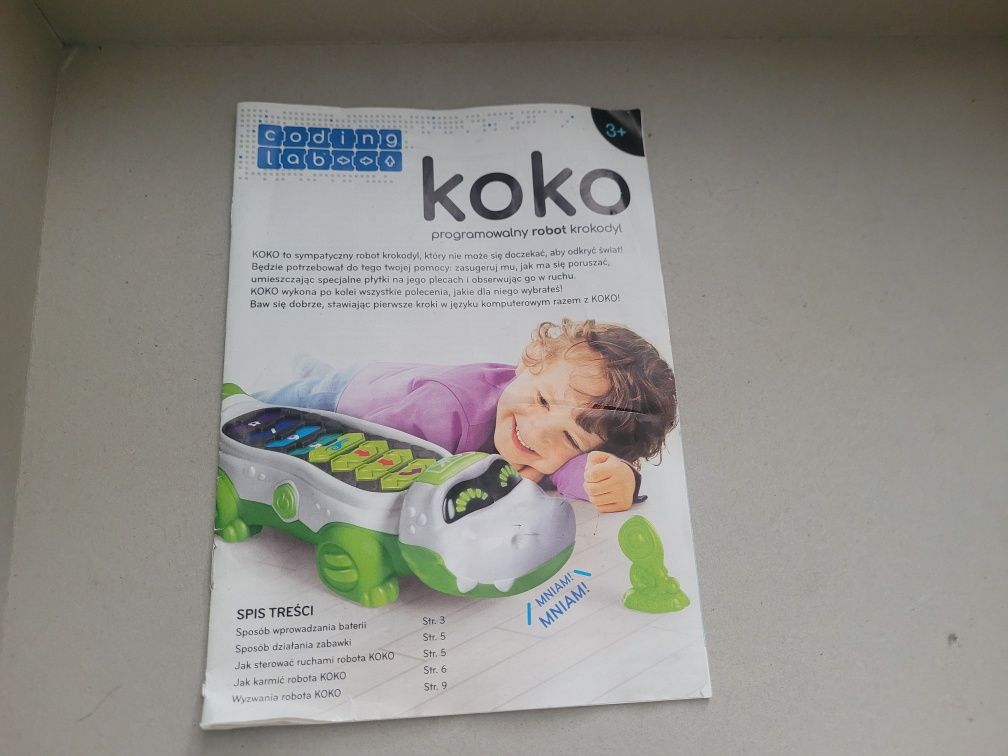 coding
lab
3+
koko
programowalny robot krokodyl
KOKO to sympatyczny robot krokodyl, który nie może się doczekać, aby odkryć świat!
Będzie potrzebował do tego twojej pomocy: zasugeruj mu, jak ma się poruszać,
umieszczając specjalne płytki na jego plecach i obserwując go w ruchu.
KOKO wykona po kolei wszystkie polecenia, jakie dla niego wybrałeś!
Baw się dobrze, stawiając pierwsze kroki w języku komputerowym razem z KOKO!
MNIAM!
MNIAM!
SPIS TREŚCI
Sposób wprowadzania baterii Str. 3
Sposób działania zabawki Str. 5
Jak sterować ruchami robota KOKO Str. 5
Jak karmić robota KOKO Str. 6
Wyzwania robota KOKO Str. 9